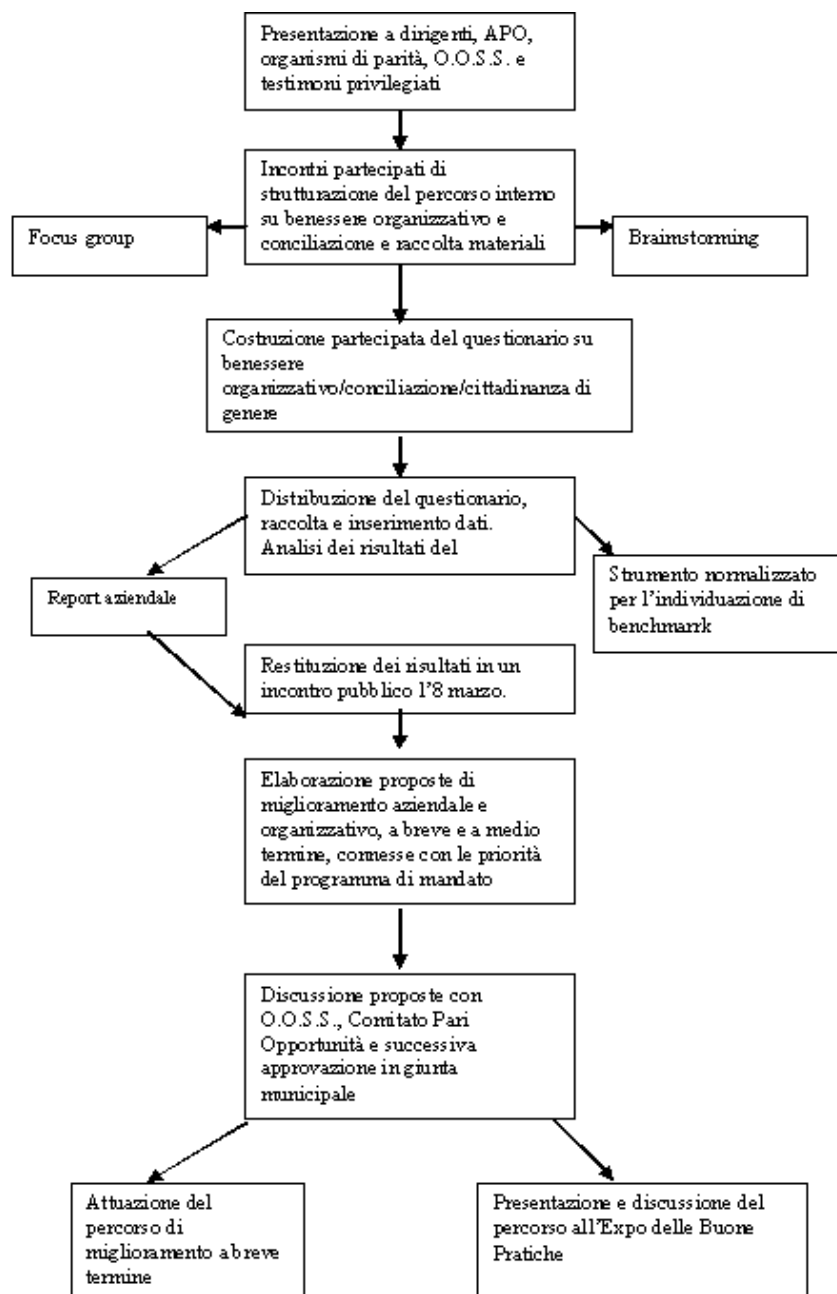 Presentazione a dirigenti, APO,
organismi di parità, O.O.S.S. e
testimoni privilegiati
Incontri partecipati di
strutturazione del percorso interno
su benessere organizzativo e
conciliazione e raccolta materiali
Focus group
Braimstorming
Costruzione partecipata del questionario su
benessere
organizzativo/conciliazione/cittadinanza di
genere
Distribuzione del questionario,
raccolta e inserimento dati.
Analisi dei risultati del
Report aziendale
Strumento normalizzato
per l'individuazione di
benchmarrk
Restituzione dei risultati in un
incontro pubblico l'8 marzo.
Elaborazione proposte di
miglioramento aziendale e
organizzativo, a breve e a medio
termine, connesse con le priorità
del programma di mandato
Discussione proposte con
O.O.S.S., Comitato Pari
Opportunità e successiva
approvazione in giunta
municipale
Attuazione del
percorso di
miglioramento a breve
termine
Presentazione e discussione del
percorso all'Expo delle Buone
Pratiche